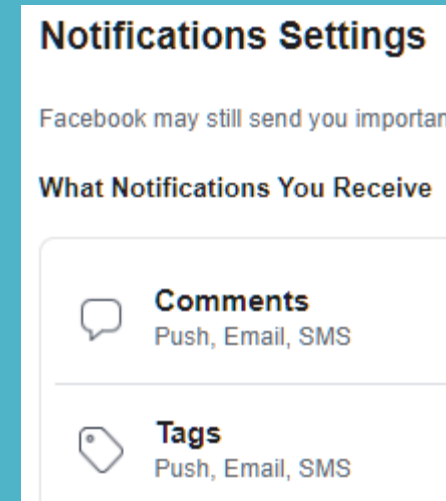 Notifications Settings
Facebook may still send you
What Notifications You Receive
Comments
Push, Email, SMS
Tags
Push, Email, SMS